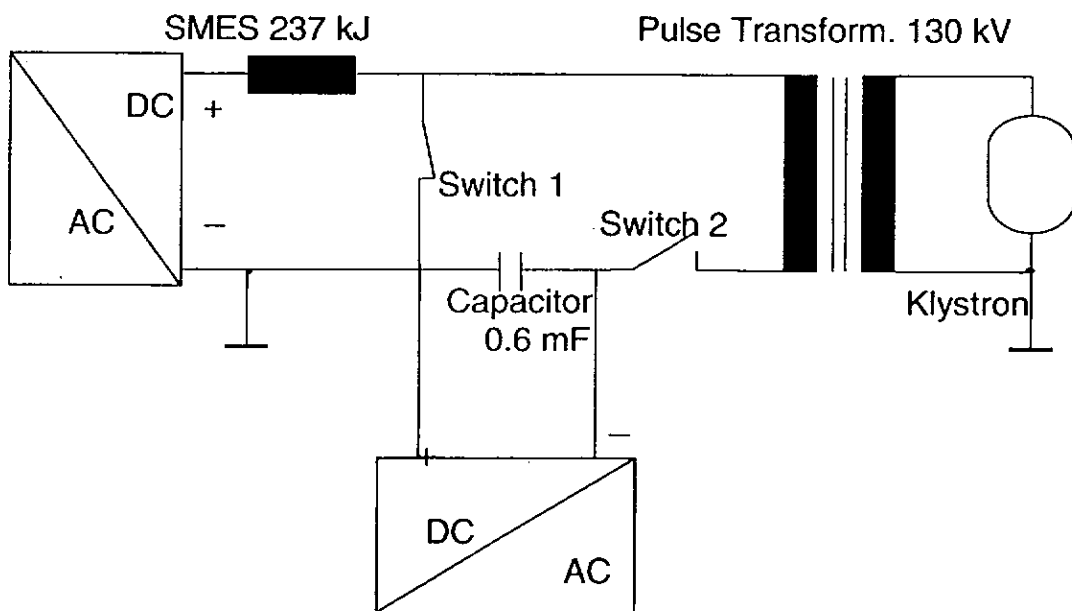 SMES 237 kJ
Pulse Transform. 130 kV
DC
+
AC
−
Switch 1
Switch 2
Capacitor
0.6 mF
Klystron
+
−
DC
AC